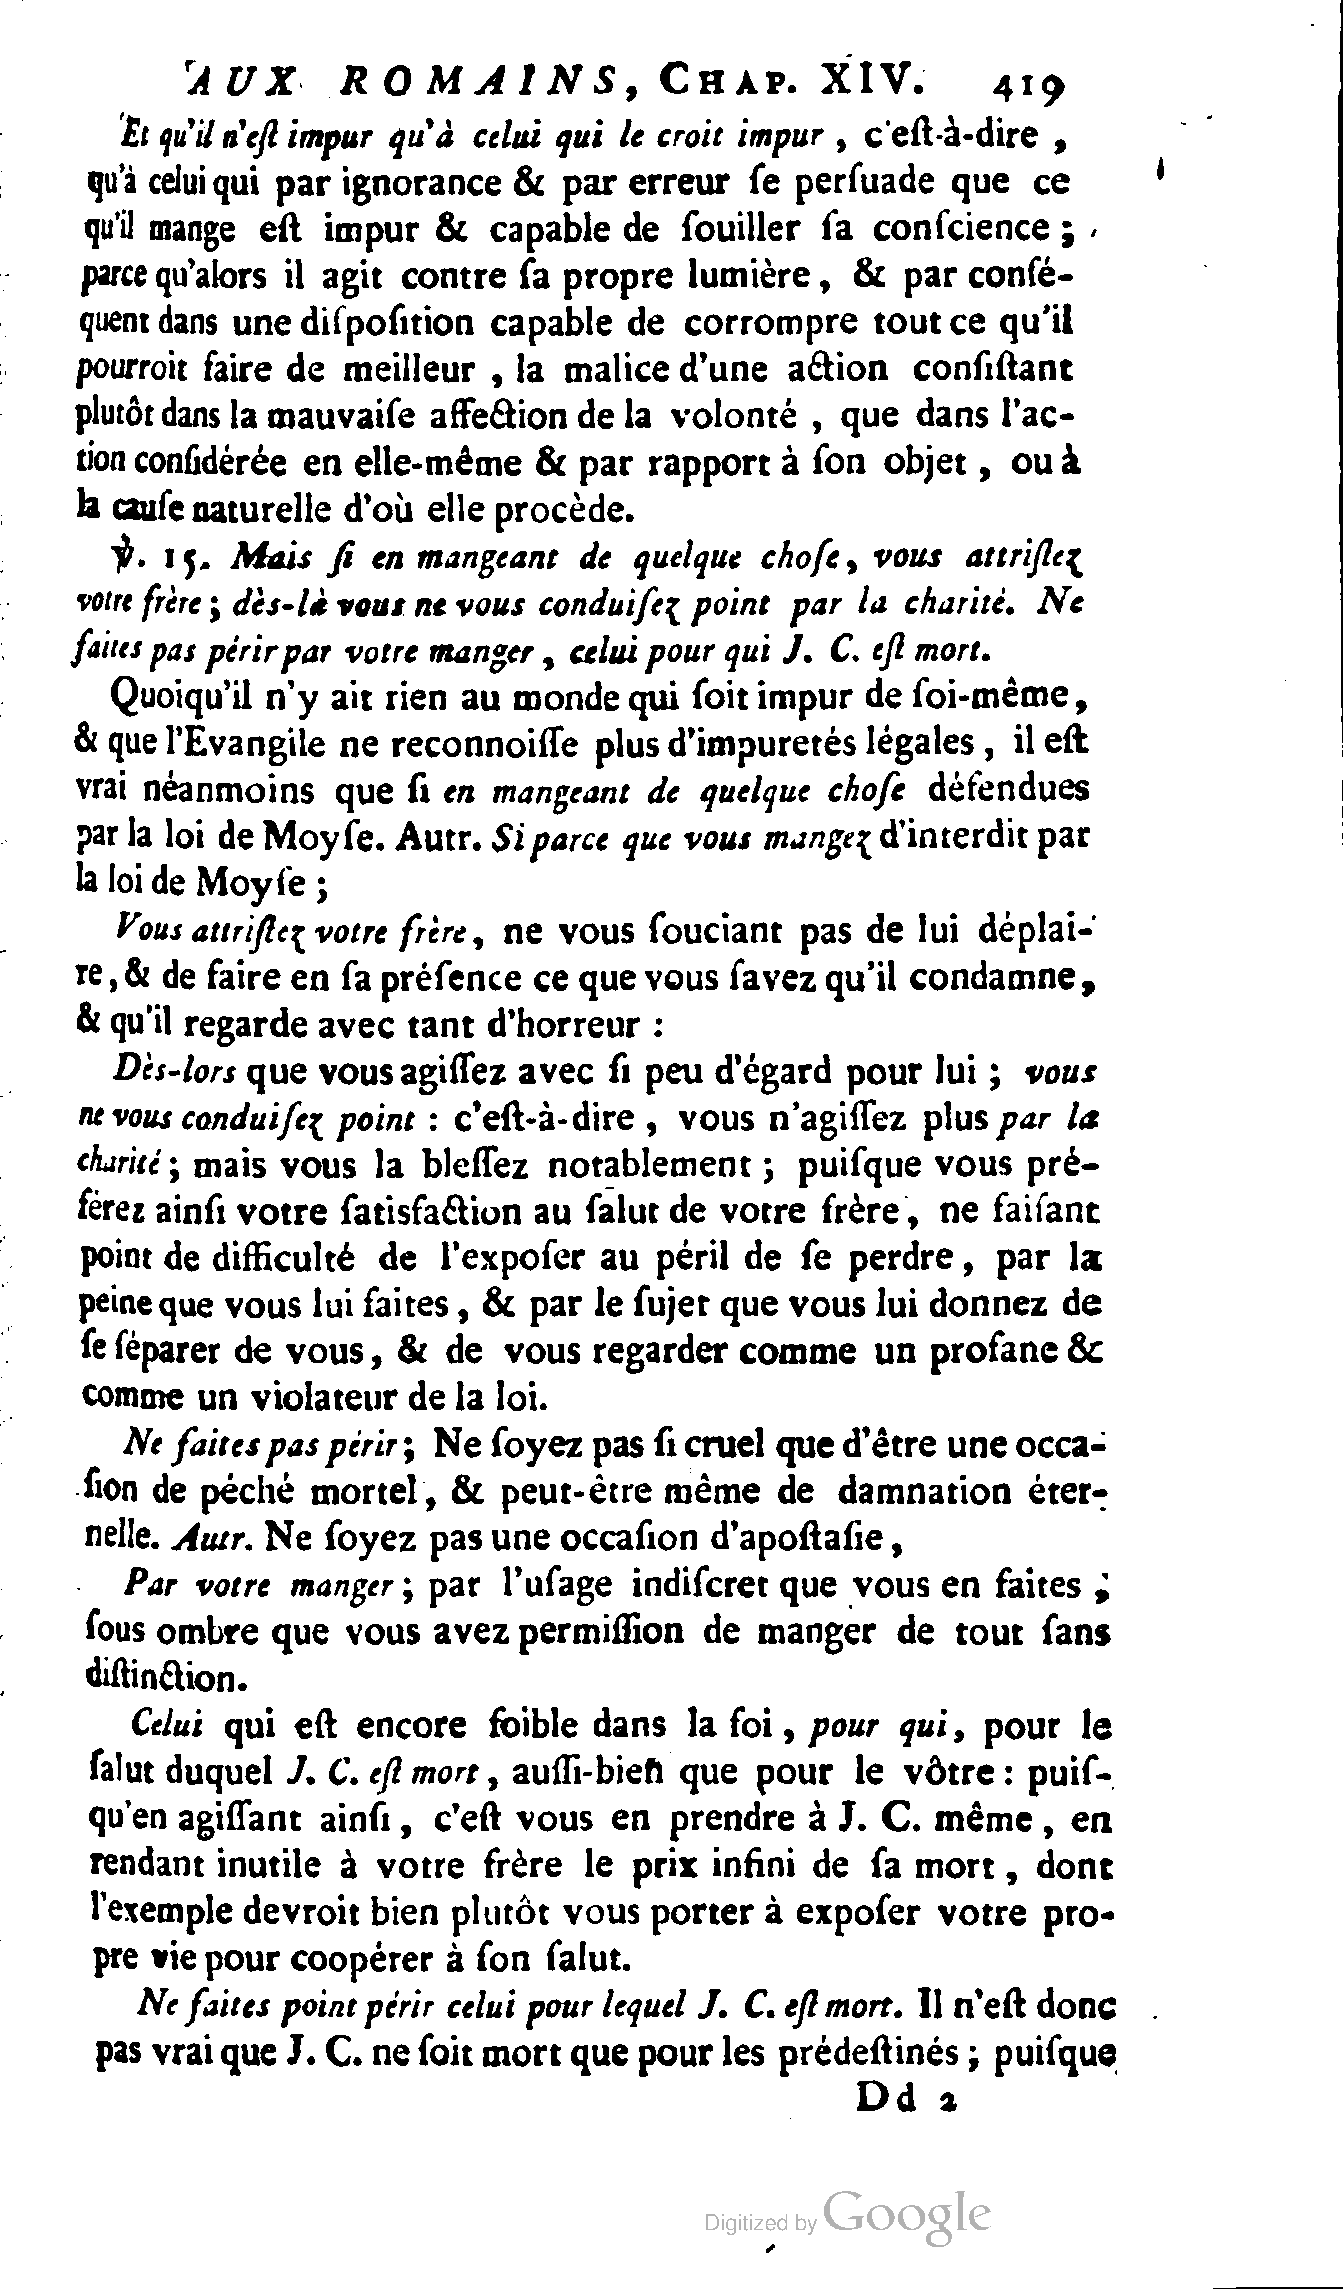 AUX ROMAINS, CHAP. XIV. 419
Et qu'il n'eſt impur qu'à celui qui le croit impur, c'eſt-à-dire,
qu'à celui qui par ignorance & par erreur ſe perſuade que ce
qu'il mange eſt impur & capable de ſouiller ſa conſcience;
parce qu'alors il agit contre ſa propre lumière, & par conſé-
quent dans une diſpoſition capable de corrompre tout ce qu'il
pourroit faire de meilleur, la malice d'une action conſiſtant
plutôt dans la mauvaiſe affection de la volonté, que dans l'ac-
tion conſidérée en elle-même & par rapport à ſon objet, ou à
la cauſe naturelle d'où elle procède.
℣. 15. Mais ſi en mangeant de quelque choſe, vous attriſtez
votre frère; dès-là vous ne vous conduiſez point par la charité. Ne
faites pas périr par votre manger, celui pour qui J. C. eſt mort.
Quoiqu'il n'y ait rien au monde qui ſoit impur de ſoi-même,
& que l'Evangile ne reconnoiſſe plus d'impuretés légales, il eſt
vrai néanmoins que ſi en mangeant de quelque choſe défendues
par la loi de Moyſe. Autr. Si parce que vous mangez d'interdit par
la loi de Moyſe;
Vous attriſtez votre frère, ne vous ſouciant pas de lui déplai-
re, & de faire en ſa préſence ce que vous ſavez qu'il condamne,
& qu'il regarde avec tant d'horreur :
Dès-lors que vous agiſſez avec ſi peu d'égard pour lui; vous
ne vous conduiſez point : c'eſt-à-dire, vous n'agiſſez plus par la
charité; mais vous la bleſſez notablement; puiſque vous pré-
férez ainſi votre ſatisfaction au ſalut de votre frère, ne faiſant
point de difficulté de l'expoſer au péril de ſe perdre, par la
peine que vous lui faites, & par le ſujet que vous lui donnez de
ſe ſéparer de vous, & de vous regarder comme un profane &
comme un violateur de la loi.
Ne faites pas périr; Ne ſoyez pas ſi cruel que d'être une occa-
ſion de péché mortel, & peut-être même de damnation éter-
nelle. Autr. Ne ſoyez pas une occaſion d'apoſtaſie,
Par votre manger; par l'uſage indiſcret que vous en faites;
ſous ombre que vous avez permiſſion de manger de tout ſans
diſtinction.
Celui qui eſt encore foible dans la foi, pour qui, pour le
ſalut duquel J. C. eſt mort, auſſi-bien que pour le vôtre : puiſ-
qu'en agiſſant ainſi, c'eſt vous en prendre à J. C. même, en
rendant inutile à votre frère le prix infini de ſa mort, dont
l'exemple devroit bien plutôt vous porter à expoſer votre pro-
pre vie pour coopérer à ſon ſalut.
Ne faites point périr celui pour lequel J. C. eſt mort. Il n'eſt donc
pas vrai que J. C. ne ſoit mort que pour les prédeſtinés; puiſque
Dd 2
Digitized by Google